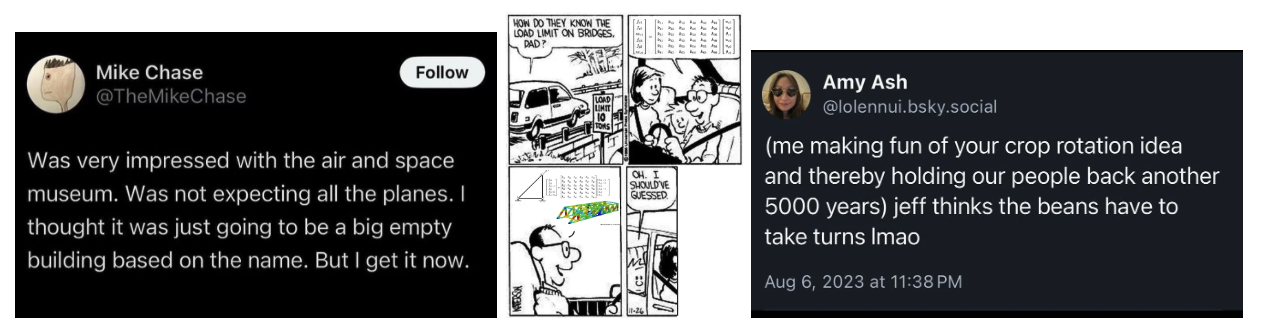 Mike Chase
@TheMikeChase
Follow
Was very impressed with the air and space
museum. Was not expecting all the planes. I
thought it was just going to be a big empty
building based on the name. But I get it now.
HOW DO THEY KNOW THE
LOAD LIMIT ON BRIDGES,
DAD?
LOAD
LIMIT
10
TONS
OH. I
SHOULD'VE
GUESSED.
WATTERSON
11-26
Amy Ash
@lolennui.bsky.social
(me making fun of your crop rotation idea
and thereby holding our people back another
5000 years) jeff thinks the beans have to
take turns lmao
Aug 6, 2023 at 11:38 PM